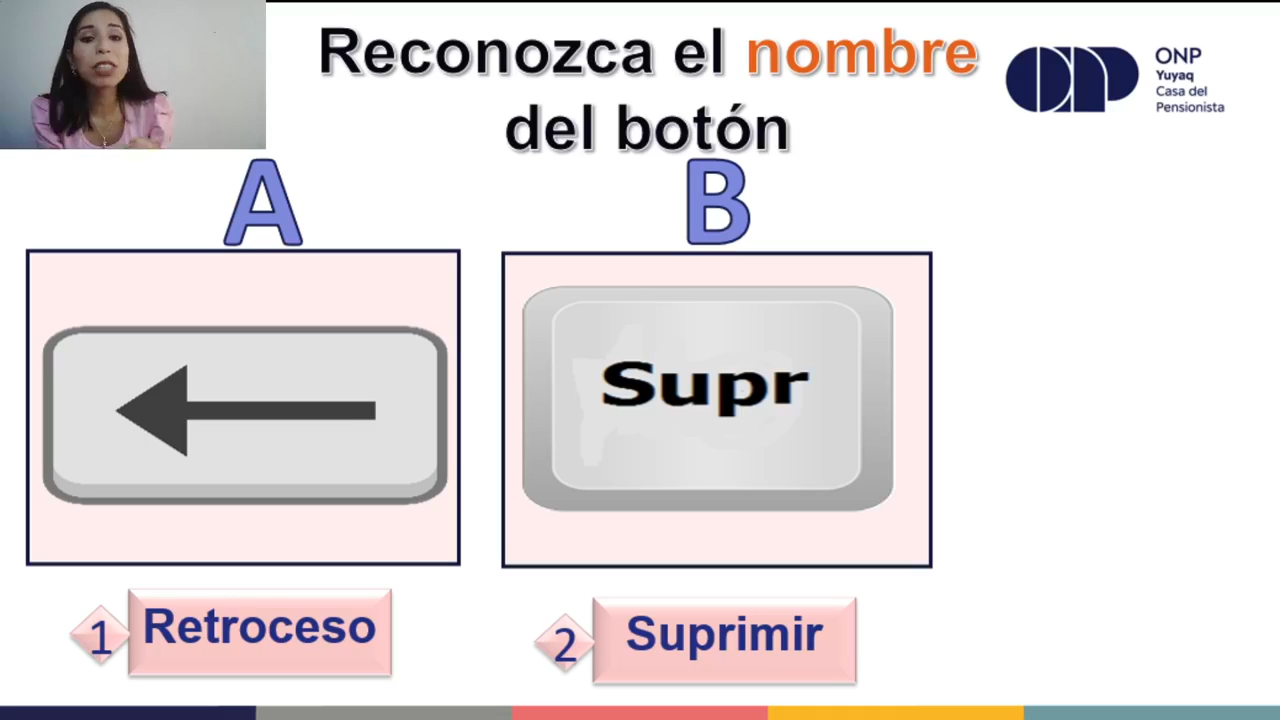 Reconozca el nombre
del botón
ONP
Yuyaq
Casa del
Pensionista
A
B
Supr
1 Retroceso
2 Suprimir